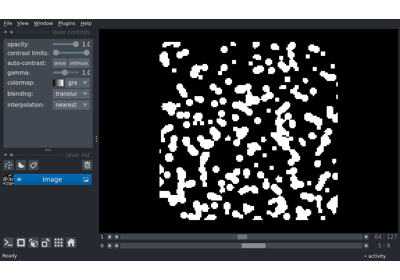 File View Window Plugins Help
layer controls
opacity: 1.0
contrast limits:
auto-contrast: once
gamma: 1.0
colormap: gra
blending: translu
interpolation: nearest
layer list
Image
1 64 127
0 5 9
Ready
activity